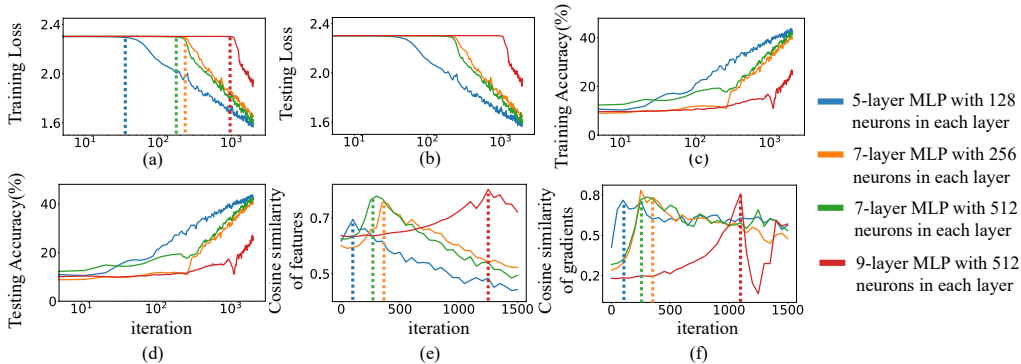 Training Loss
2.4
2.0
1.6
10^1
10^2
10^3
(a)
Testing Loss
2.4
2.0
1.6
10^1
10^2
10^3
(b)
Training Accuracy(%)
40
20
0
10^1
10^2
10^3
(c)
Testing Accuracy(%)
40
20
0
10^1
10^2
10^3
iteration
(d)
Cosine similarity
of features
0.7
0.5
0
500
1000
1500
iteration
(e)
Cosine similarity
of gradients
0.8
0.5
0.2
0
500
1000
1500
iteration
(f)
5-layer MLP with 128
neurons in each layer
7-layer MLP with 256
neurons in each layer
7-layer MLP with 512
neurons in each layer
9-layer MLP with 512
neurons in each layer